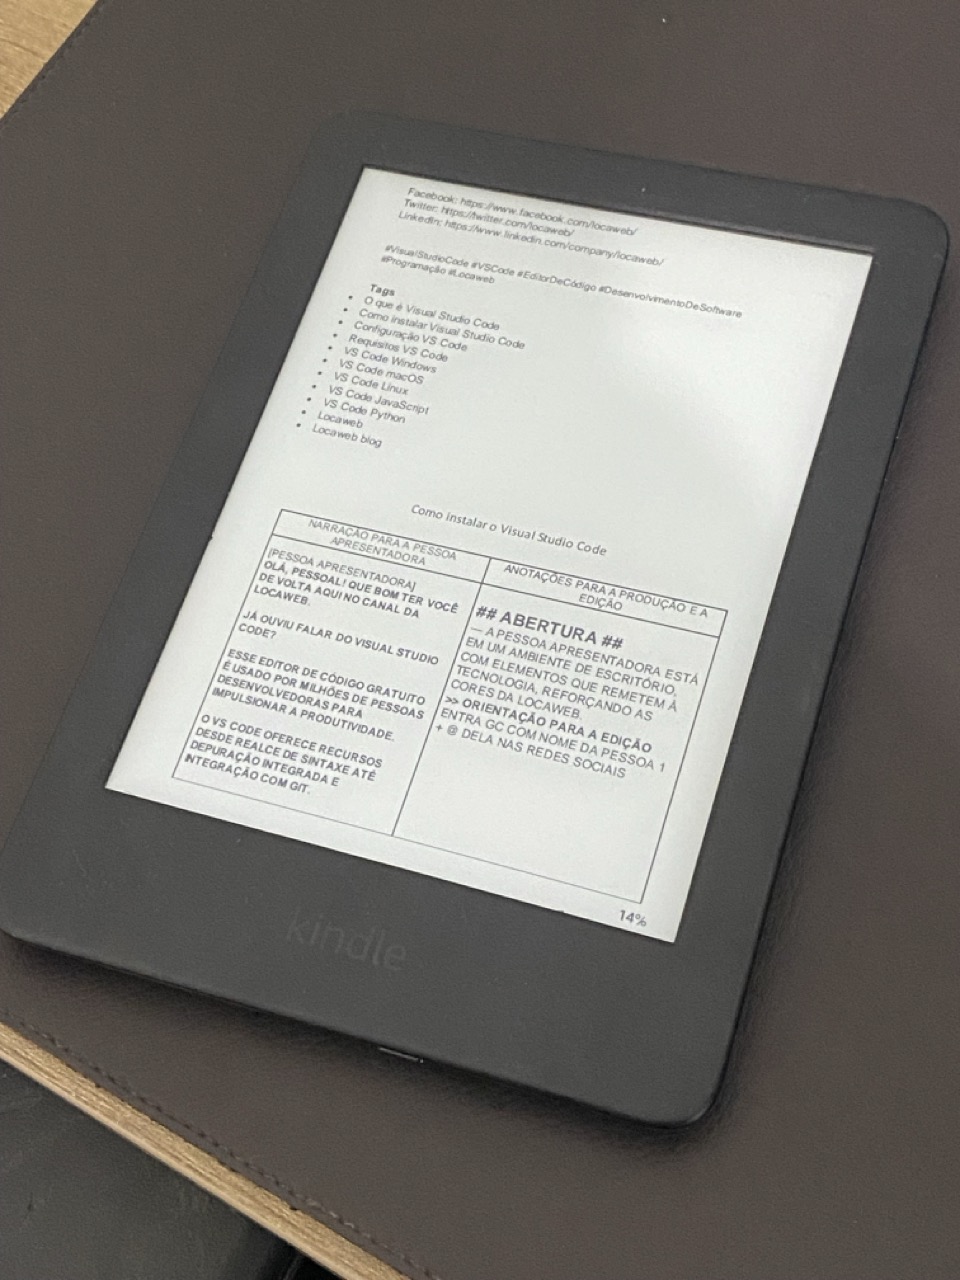 Facebook: https://www.facebook.com/locaweb/
Twitter: https://twitter.com/locaweb/
LinkedIn: https://www.linkedin.com/company/locaweb/
#VisualStudioCode #VSCode #EditorDeCódigo #DesenvolvimentoDeSoftware
#Programação #Locaweb
Tags
• O que é Visual Studio Code
• Como instalar Visual Studio Code
• Configuração VS Code
• Requisitos VS Code
• VS Code Windows
• VS Code macOS
• VS Code Linux
• VS Code JavaScript
• VS Code Python
• Locaweb
• Locaweb blog
Como instalar o Visual Studio Code
NARRAÇÃO PARA A PESSOA
APRESENTADORA
[PESSOA APRESENTADORA]
OLÁ, PESSOAL! QUE BOM TER VOCÊ
DE VOLTA AQUI NO CANAL DA
LOCAWEB.
JÁ OUVIU FALAR DO VISUAL STUDIO
CODE?
ESSE EDITOR DE CÓDIGO GRATUITO
É USADO POR MILHÕES DE PESSOAS
DESENVOLVEDORAS PARA
IMPULSIONAR A PRODUTIVIDADE.
O VS CODE OFERECE RECURSOS
DESDE REALCE DE SINTAXE ATÉ
DEPURAÇÃO INTEGRADA E
INTEGRAÇÃO COM GIT.
ANOTAÇÕES PARA A PRODUÇÃO E A
EDIÇÃO
## ABERTURA ##
— A PESSOA APRESENTADORA ESTÁ
EM UM AMBIENTE DE ESCRITÓRIO,
COM ELEMENTOS QUE REMETEM À
TECNOLOGIA, REFORÇANDO AS
CORES DA LOCAWEB.
>> ORIENTAÇÃO PARA A EDIÇÃO
ENTRA GC COM NOME DA PESSOA 1
+ @ DELA NAS REDES SOCIAIS
14%
kindle